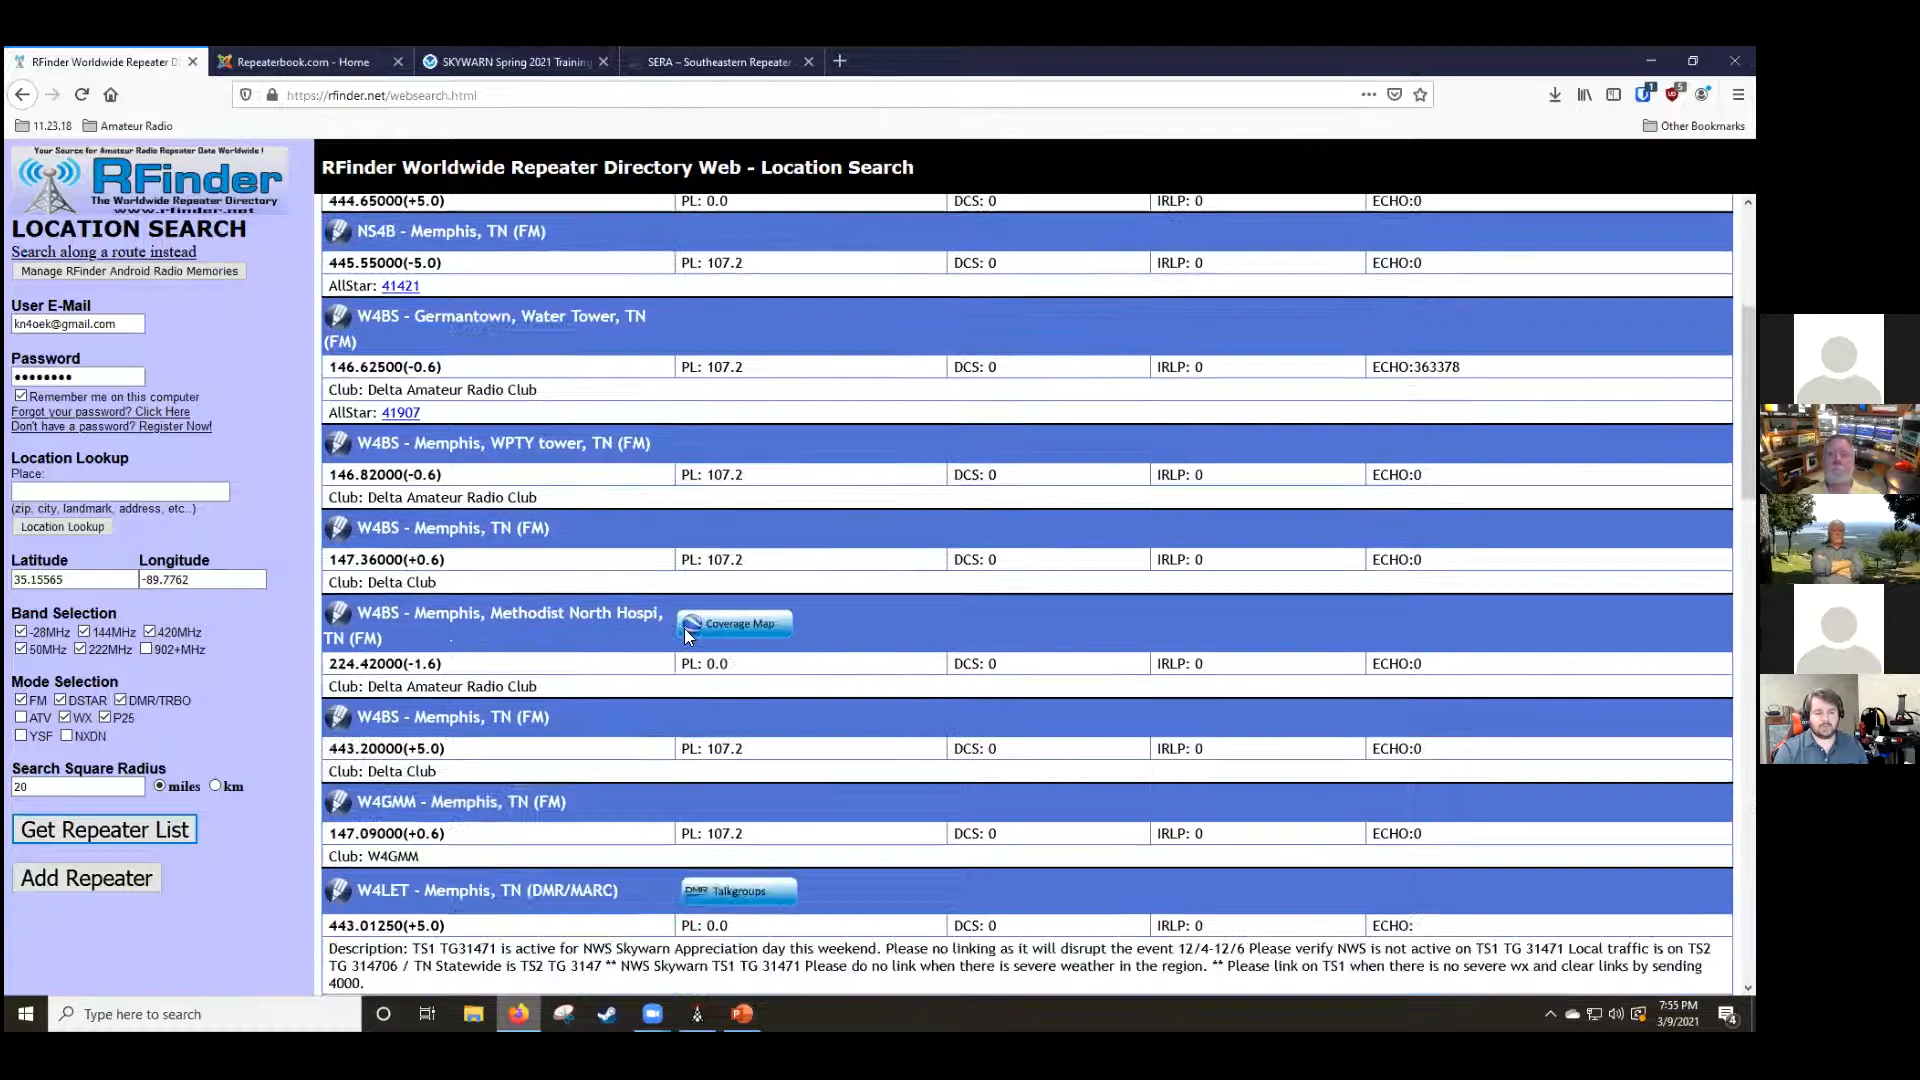 RFinder Worldwide Repeater D
Repeaterbook.com - Home
SKYWARN Spring 2021 Training
SERA – Southeastern Repeater
https://rfinder.net/websearch.html
11.23.18
Amateur Radio
Other Bookmarks
Your Source for Amateur Radio Repeater Data Worldwide !
RFinder
The Worldwide Repeater Directory
www.rfinder.net
LOCATION SEARCH
Search along a route instead
Manage RFinder Android Radio Memories
User E-Mail
kn4oek@gmail.com
Password
••••••••
Remember me on this computer
Forgot your password? Click Here
Don't have a password? Register Now!
Location Lookup
Place:
(zip, city, landmark, address, etc..)
Location Lookup
Latitude Longitude
35.15565 -89.7762
Band Selection
-28MHz 144MHz 420MHz
50MHz 222MHz 902+MHz
Mode Selection
FM DSTAR DMR/TRBO
ATV WX P25
YSF NXDN
Search Square Radius
20 miles km
Get Repeater List
Add Repeater
RFinder Worldwide Repeater Directory Web - Location Search
444.65000(+5.0) PL: 0.0 DCS: 0 IRLP: 0 ECHO:0
NS4B - Memphis, TN (FM)
445.55000(-5.0) PL: 107.2 DCS: 0 IRLP: 0 ECHO:0
AllStar: 41421
W4BS - Germantown, Water Tower, TN
(FM)
146.62500(-0.6) PL: 107.2 DCS: 0 IRLP: 0 ECHO:363378
Club: Delta Amateur Radio Club
AllStar: 41907
W4BS - Memphis, WPTY tower, TN (FM)
146.82000(-0.6) PL: 107.2 DCS: 0 IRLP: 0 ECHO:0
Club: Delta Amateur Radio Club
W4BS - Memphis, TN (FM)
147.36000(+0.6) PL: 107.2 DCS: 0 IRLP: 0 ECHO:0
Club: Delta Club
W4BS - Memphis, Methodist North Hospi,
TN (FM)
Coverage Map
224.42000(-1.6) PL: 0.0 DCS: 0 IRLP: 0 ECHO:0
Club: Delta Amateur Radio Club
W4BS - Memphis, TN (FM)
443.20000(+5.0) PL: 107.2 DCS: 0 IRLP: 0 ECHO:0
Club: Delta Club
W4GMM - Memphis, TN (FM)
147.09000(+0.6) PL: 107.2 DCS: 0 IRLP: 0 ECHO:0
Club: W4GMM
W4LET - Memphis, TN (DMR/MARC) DMR Talkgroups
443.01250(+5.0) PL: 0.0 DCS: 0 IRLP: 0 ECHO:
Description: TS1 TG31471 is active for NWS Skywarn Appreciation day this weekend. Please no linking as it will disrupt the event 12/4-12/6 Please verify NWS is not active on TS1 TG 31471 Local traffic is on TS2
TG 314706 / TN Statewide is TS2 TG 3147 ** NWS Skywarn TS1 TG 31471 Please do no link when there is severe weather in the region. ** Please link on TS1 when there is no severe wx and clear links by sending
4000.
Type here to search
7:55 PM
3/9/2021
4